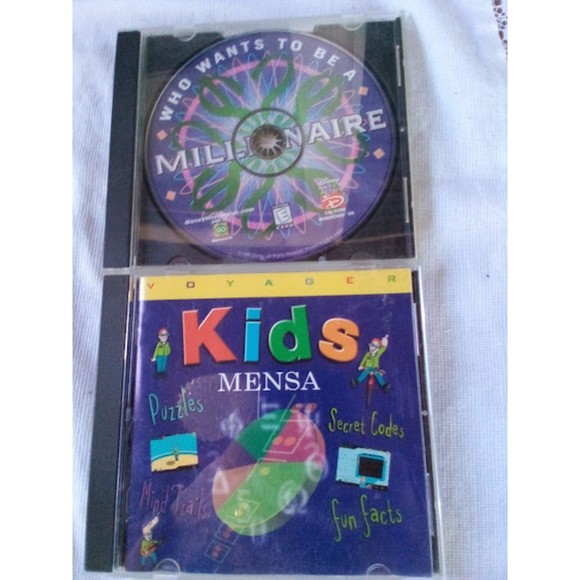 WHO WANTS TO BE A
MILLIONAIRE
E
VOYAGER
Kids
MENSA
Puzzles
Secret Codes
Mind Trails
fun facts